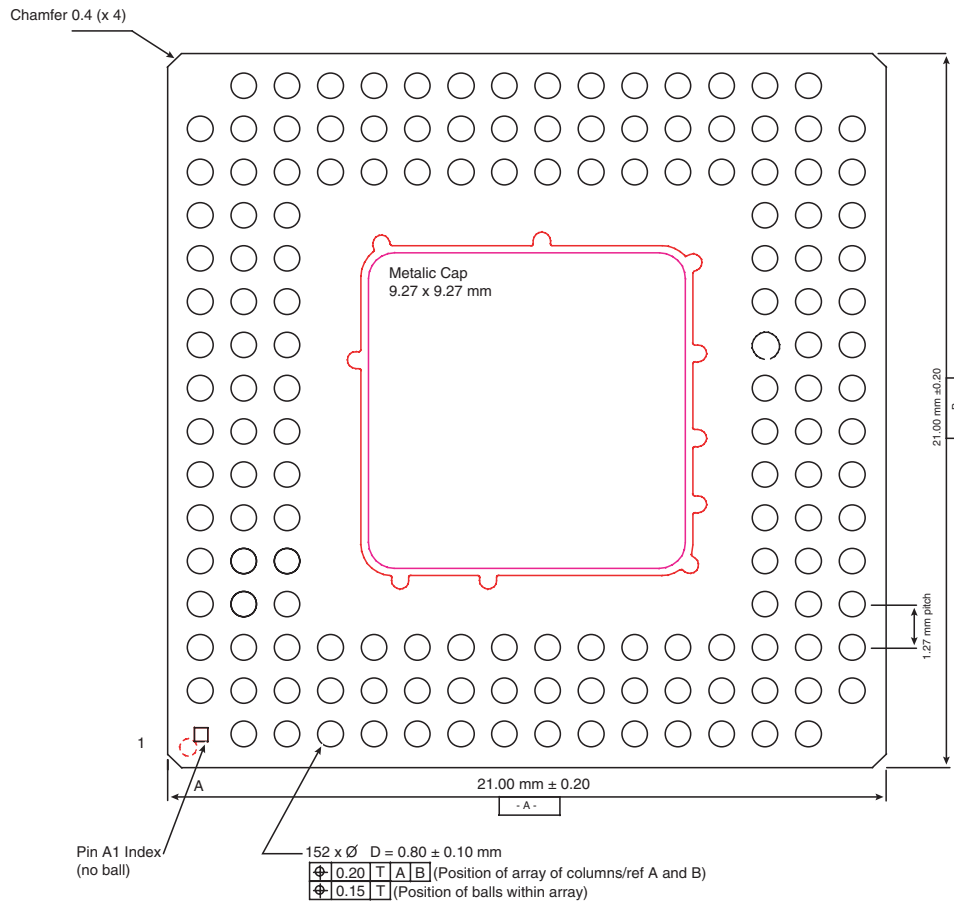 Chamfer 0.4 (x 4)
Metalic Cap
9.27 x 9.27 mm
21.00 mm ±0.20
1.27 mm pitch
1
A
21.00 mm ± 0.20
- A -
Pin A1 Index
(no ball)
152 x Ø D = 0.80 ± 0.10 mm
⌖ 0.20 T A B (Position of array of columns/ref A and B)
⌖ 0.15 T (Position of balls within array)